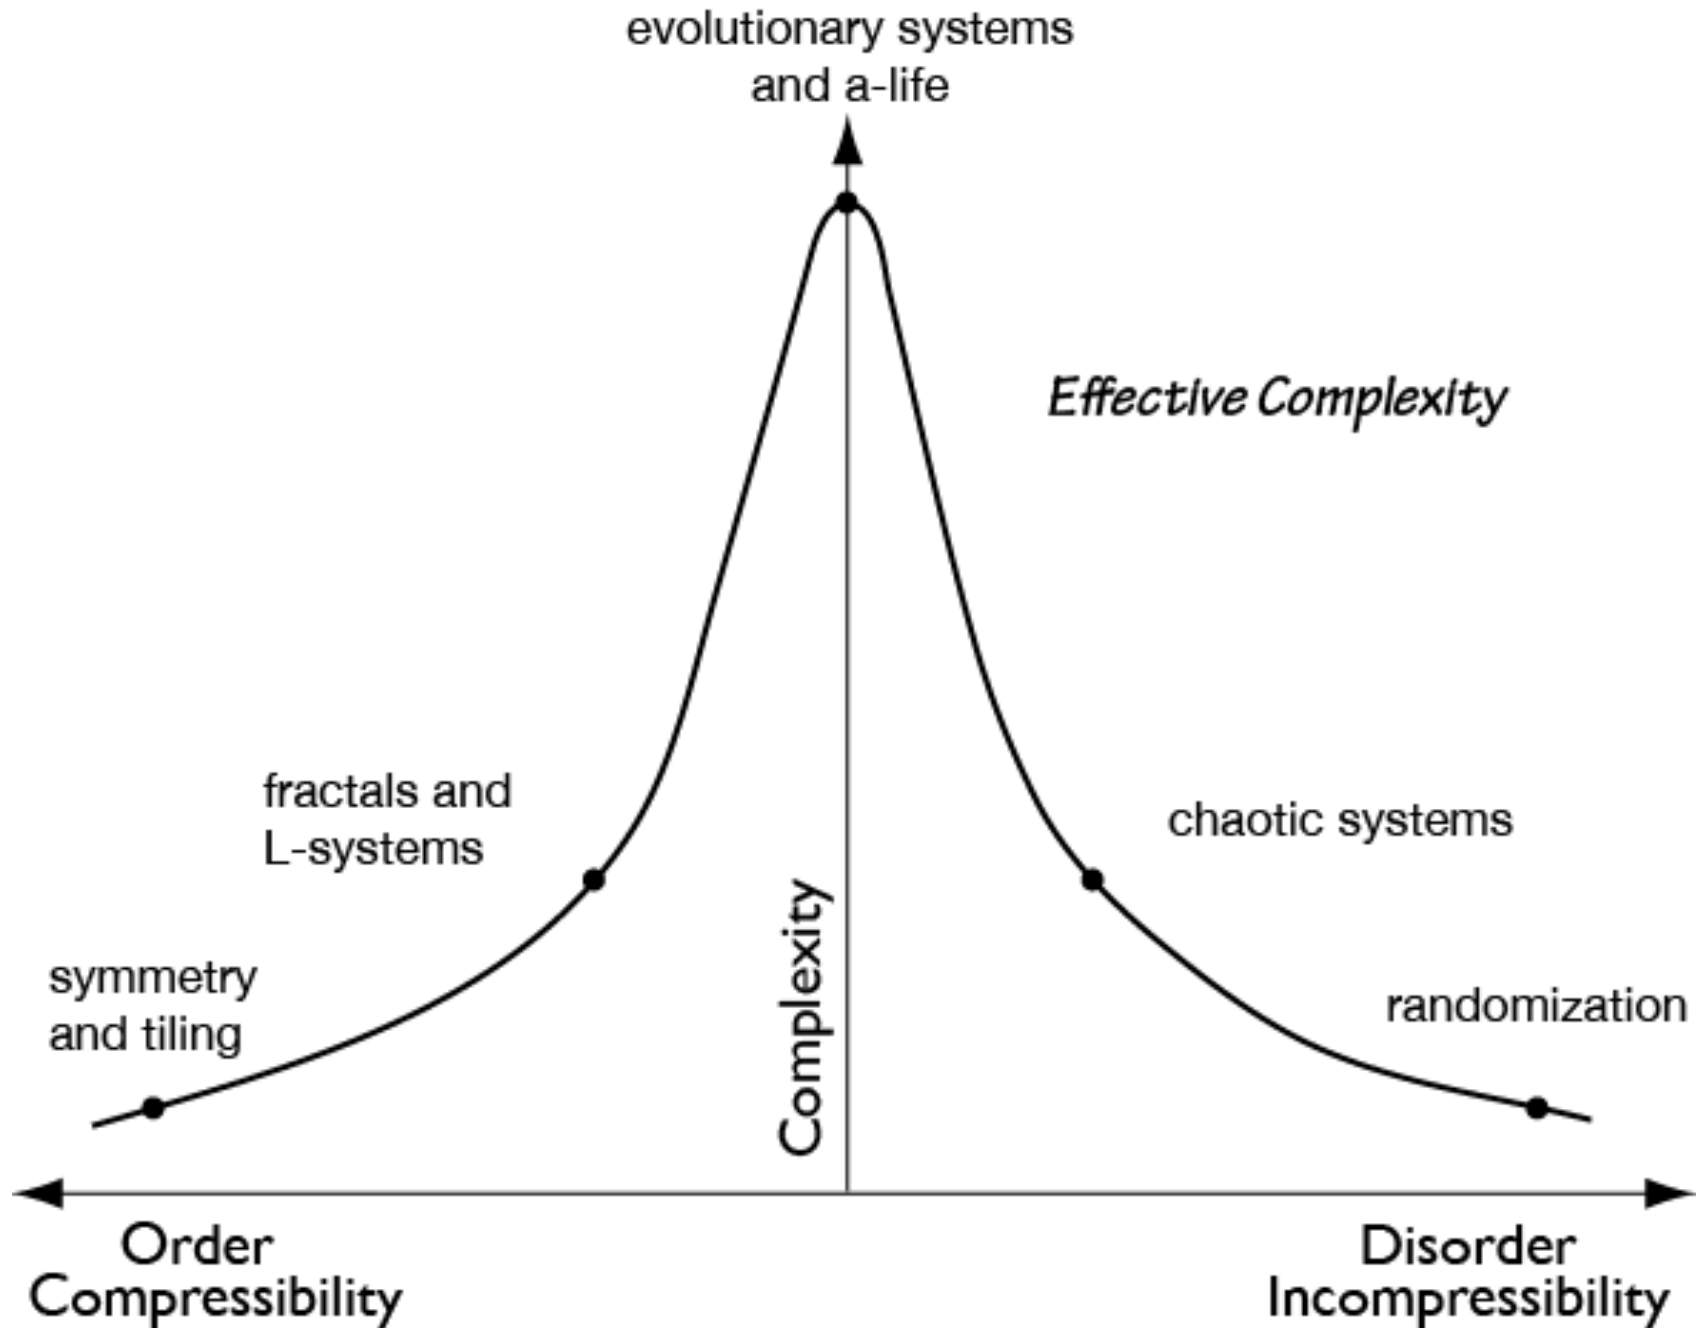 evolutionary systems
and a-life
Effective Complexity
fractals and
L-systems
chaotic systems
Complexity
symmetry
and tiling
randomization
Order
Compressibility
Disorder
Incompressibility